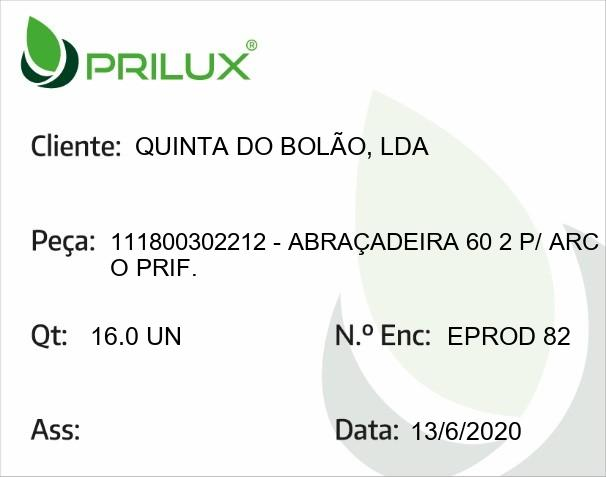 PRILUX®
Cliente: QUINTA DO BOLÃO, LDA
Peça: 111800302212 - ABRAÇADEIRA 60 2 P/ ARC
O PRIF.
Qt: 16.0 UN N.º Enc: EPROD 82
Ass: Data: 13/6/2020